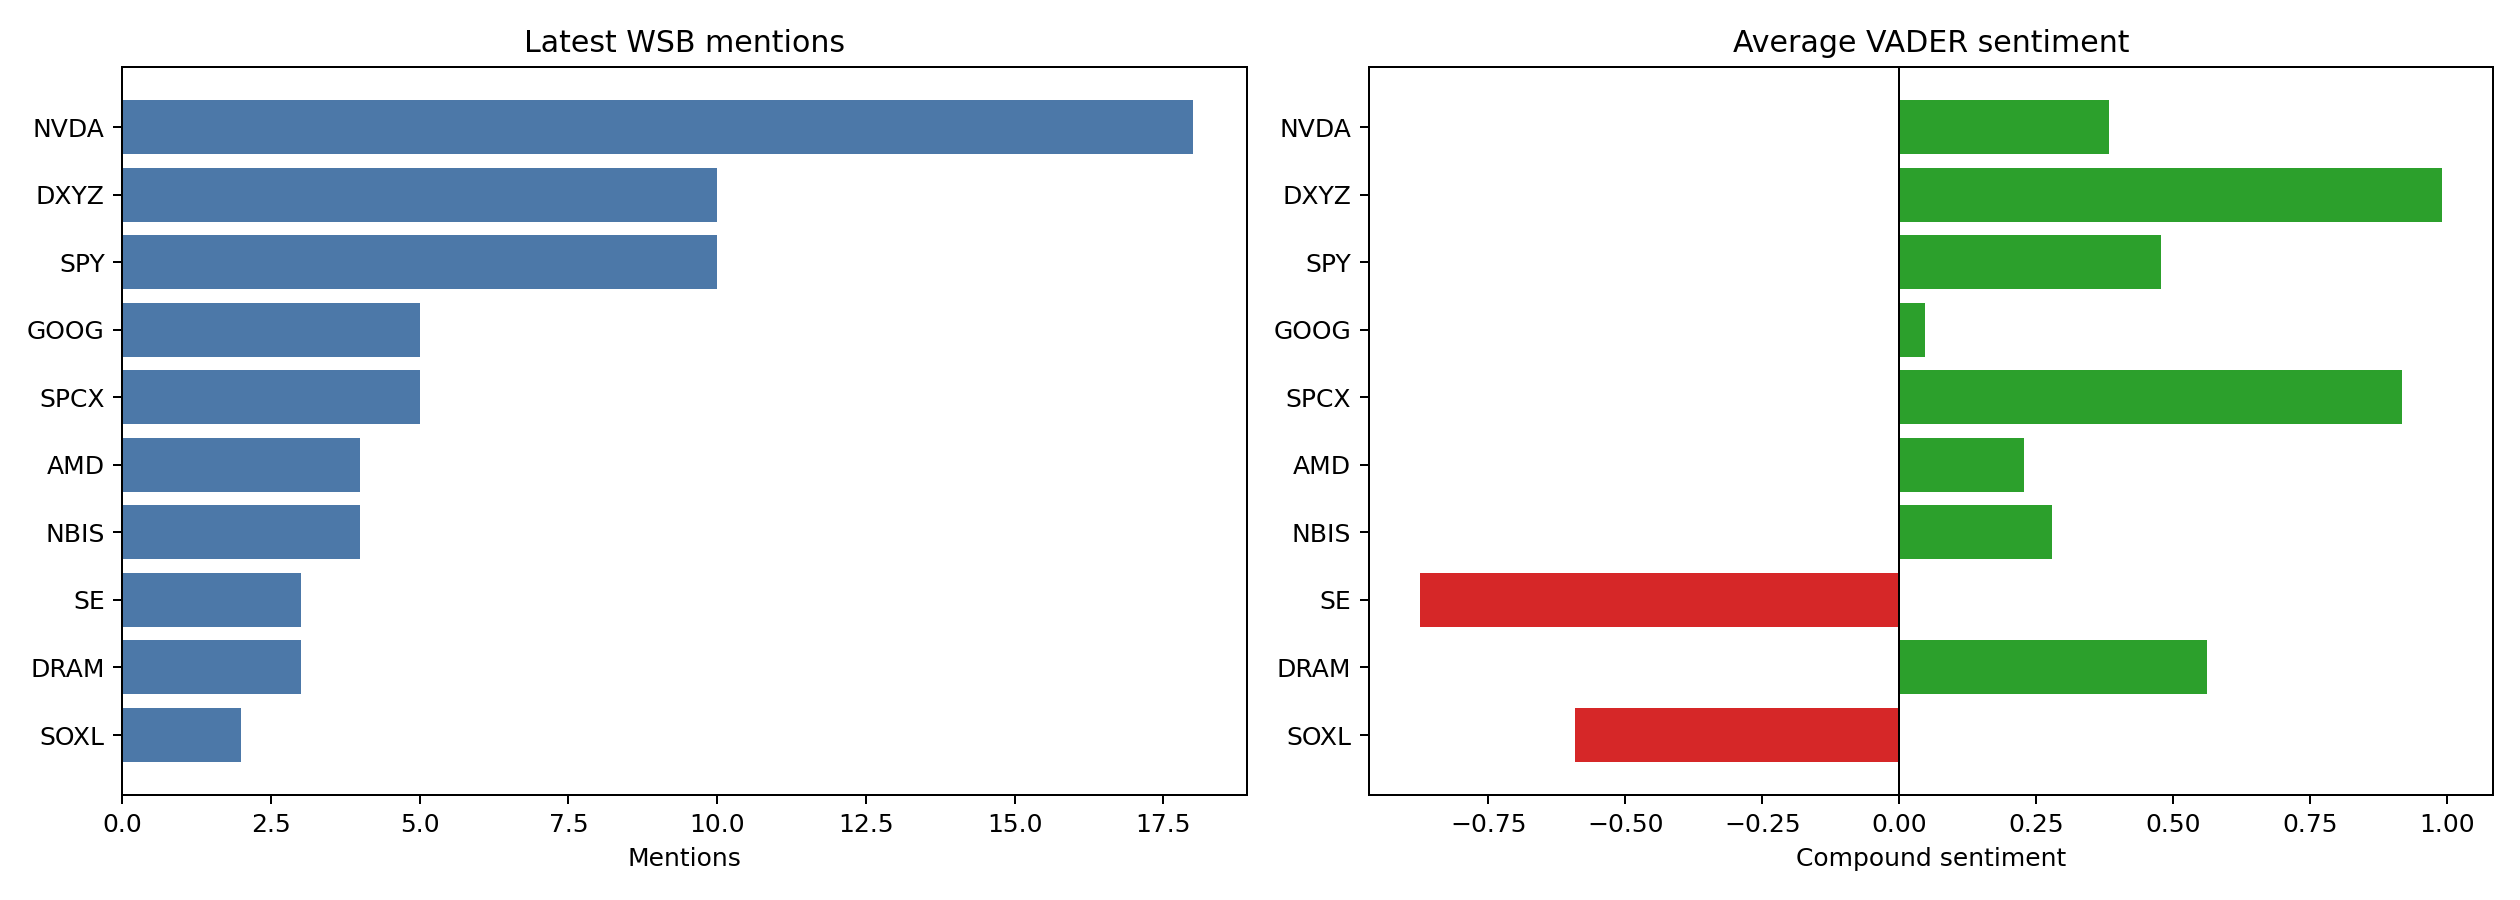 Latest WSB mentions
NVDA
DXYZ
SPY
GOOG
SPCX
AMD
NBIS
SE
DRAM
SOXL
0.0 2.5 5.0 7.5 10.0 12.5 15.0 17.5
Mentions
Average VADER sentiment
NVDA
DXYZ
SPY
GOOG
SPCX
AMD
NBIS
SE
DRAM
SOXL
−0.75 −0.50 −0.25 0.00 0.25 0.50 0.75 1.00
Compound sentiment